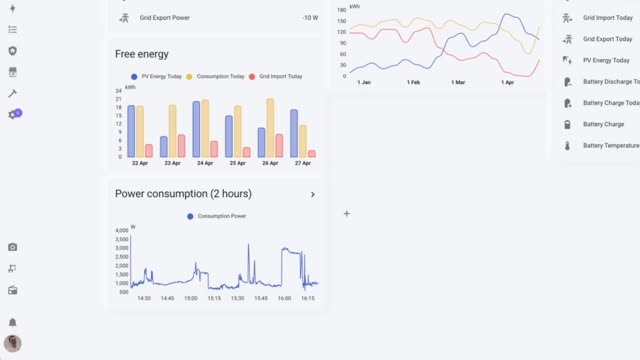 Grid Export Power -10 W
Free energy
PV Energy Today Consumption Today Grid Import Today
kWh
24
21
18
15
12
9
6
3
0
22 Apr 23 Apr 24 Apr 25 Apr 26 Apr 27 Apr
Power consumption (2 hours)
Consumption Power
W
4,000
3,500
3,000
2,500
2,000
1,500
1,000
500
14:30 14:45 15:00 15:15 15:30 15:45 16:00 16:15
kWh
180
150
120
90
60
30
0
1 Jan 1 Feb 1 Mar 1 Apr
Grid Import Today
Grid Export Today
PV Energy Today
Battery Discharge To
Battery Charge Toda
Battery Charge
Battery Temperature